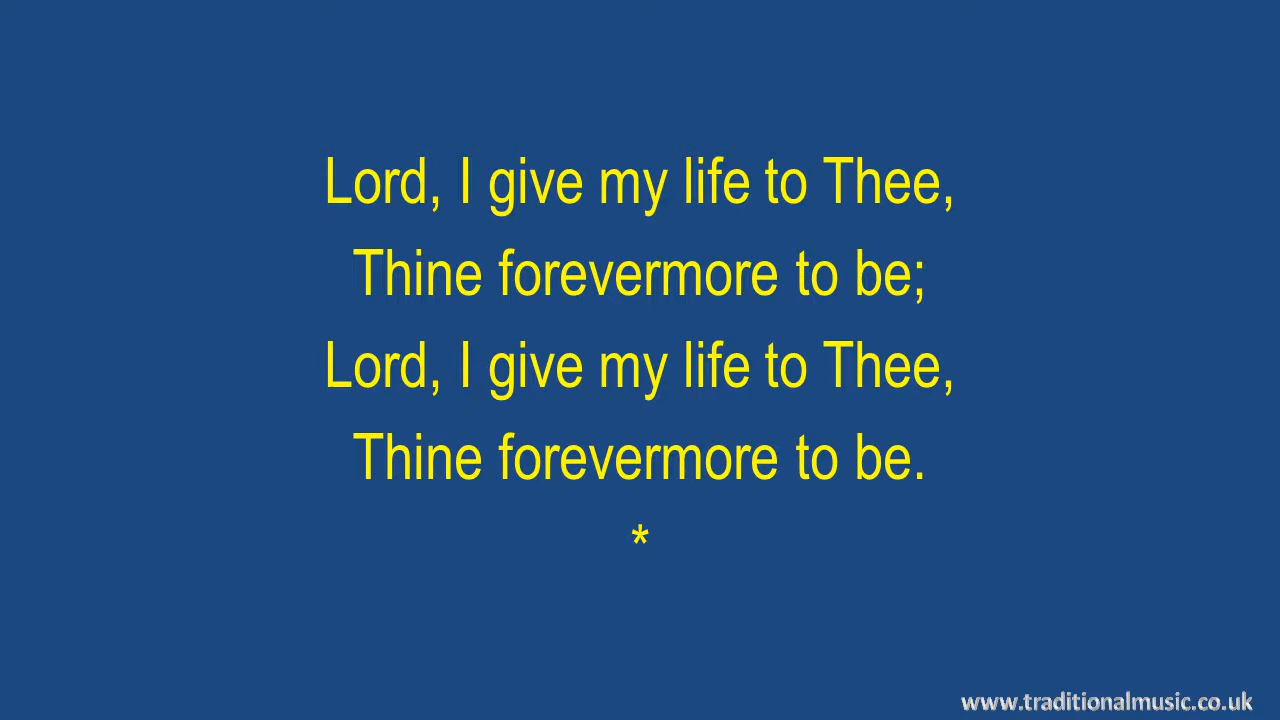 Lord, I give my life to Thee,
Thine forevermore to be;
Lord, I give my life to Thee,
Thine forevermore to be.
*
www.traditionalmusic.co.uk